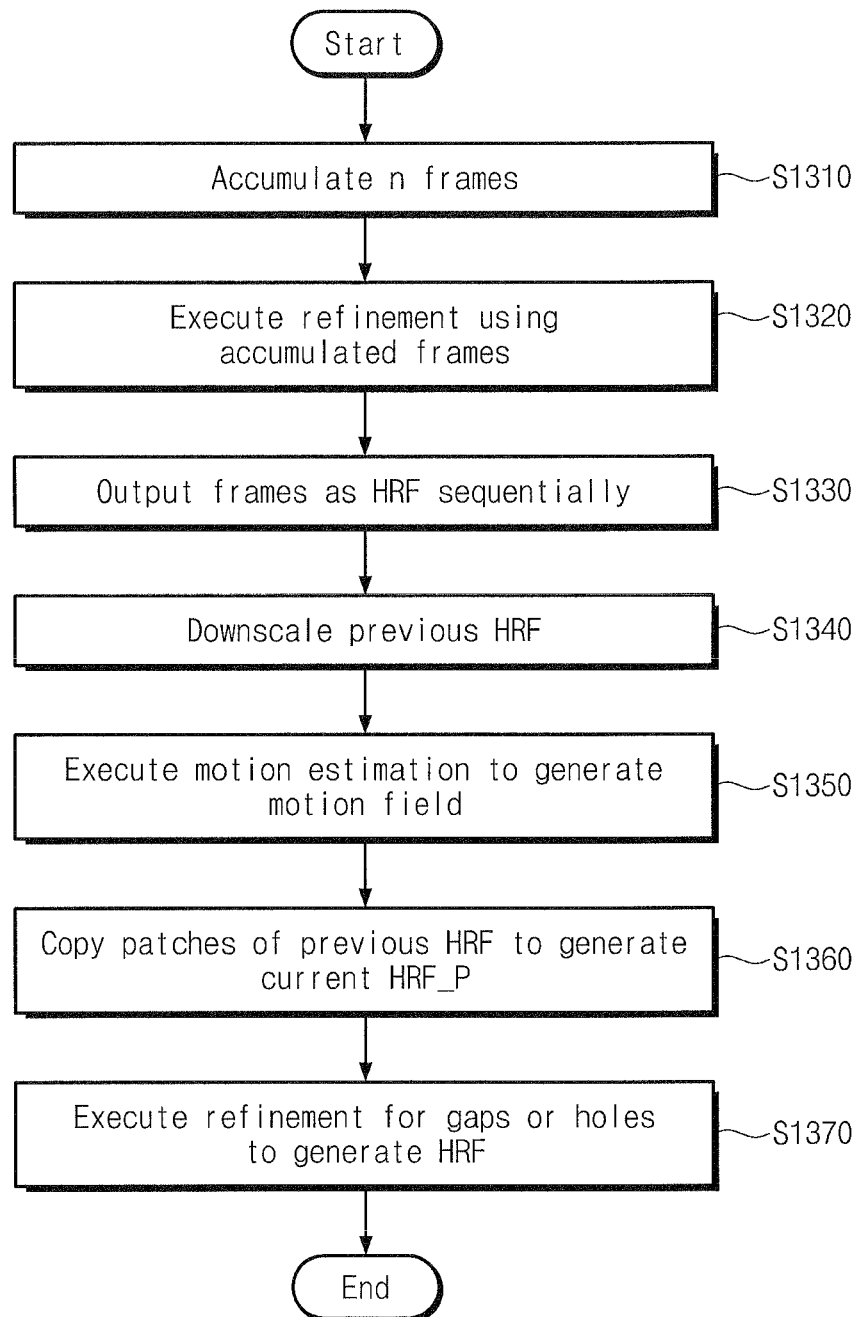 Start
Accumulate n frames
S1310
Execute refinement using
accumulated frames
S1320
Output frames as HRF sequentially
S1330
Downscale previous HRF
S1340
Execute motion estimation to generate
motion field
S1350
Copy patches of previous HRF to generate
current HRF_P
S1360
Execute refinement for gaps or holes
to generate HRF
S1370
End